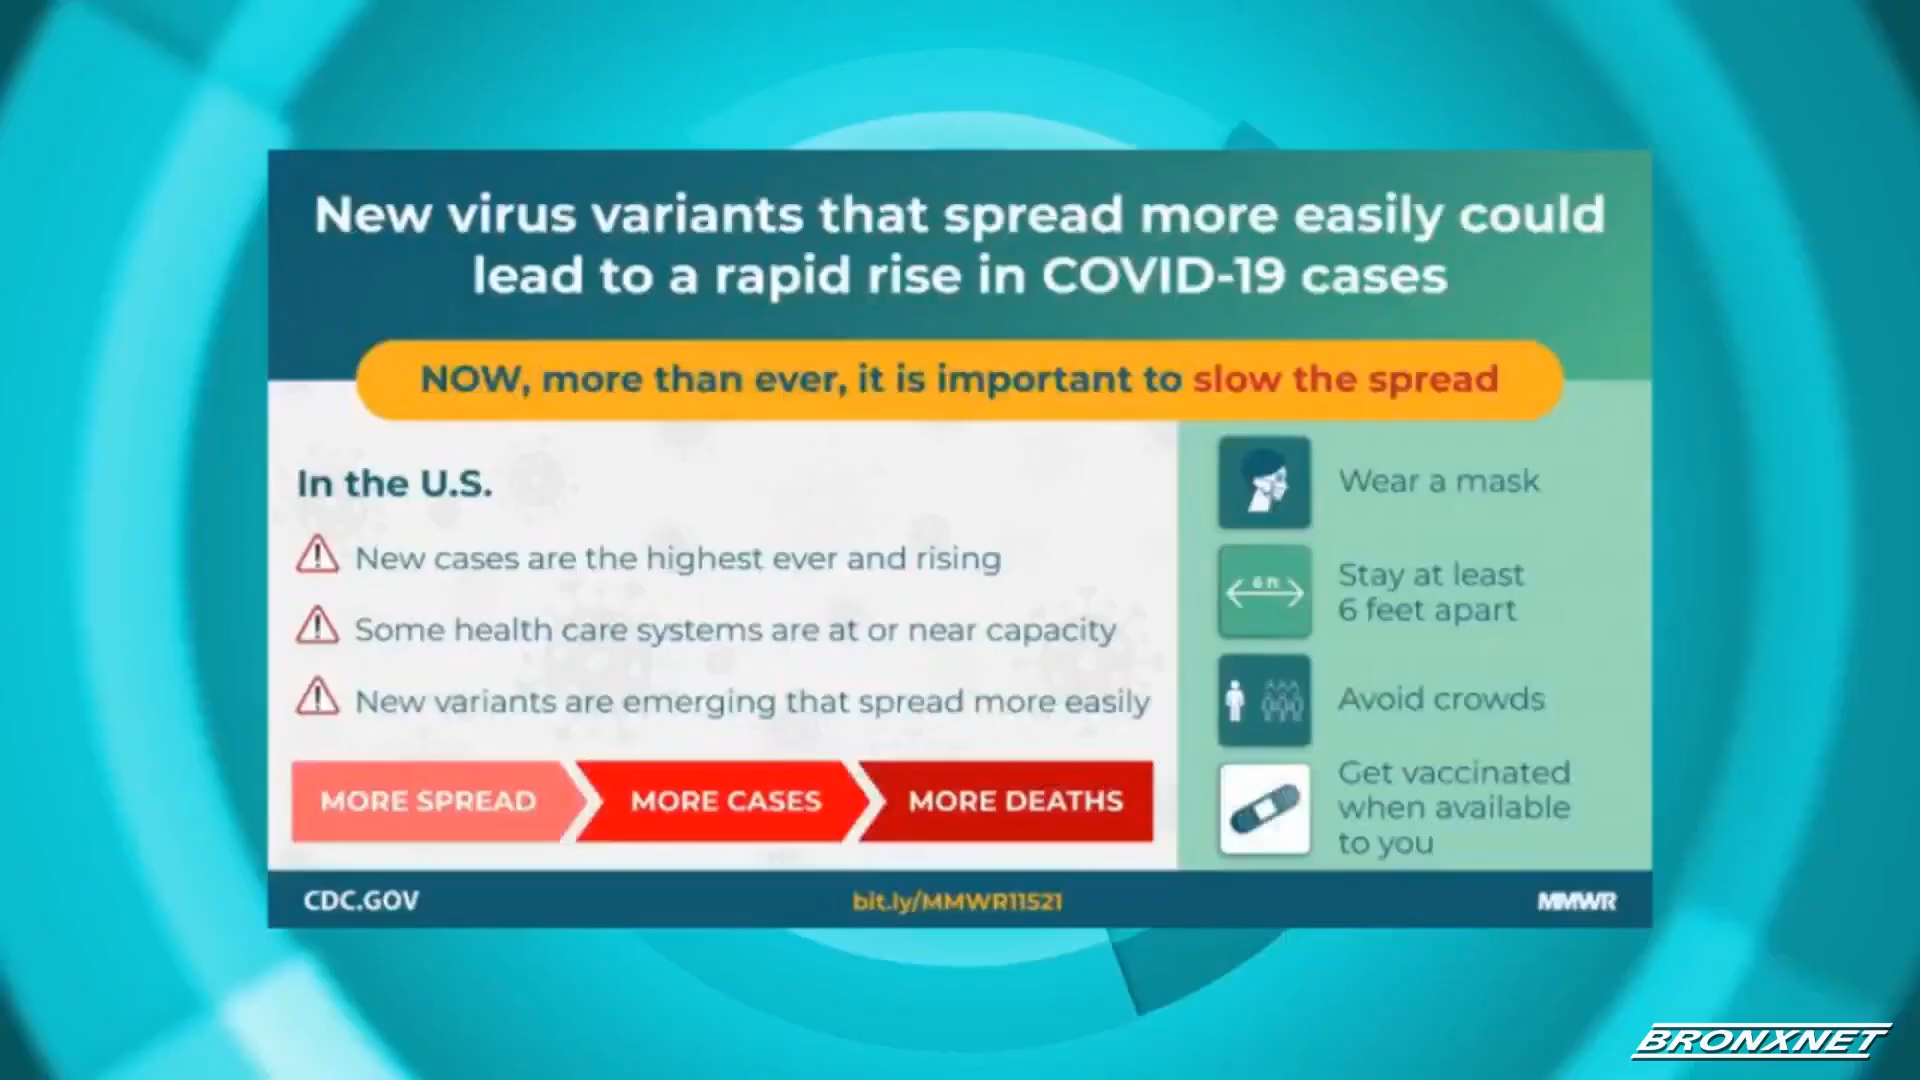 New virus variants that spread more easily could
lead to a rapid rise in COVID-19 cases
NOW, more than ever, it is important to slow the spread
In the U.S.
New cases are the highest ever and rising
Some health care systems are at or near capacity
New variants are emerging that spread more easily
MORE SPREAD
MORE CASES
MORE DEATHS
Wear a mask
6 ft
Stay at least
6 feet apart
Avoid crowds
Get vaccinated
when available
to you
CDC.GOV
bit.ly/MMWR11521
MMWR
BRONXNET